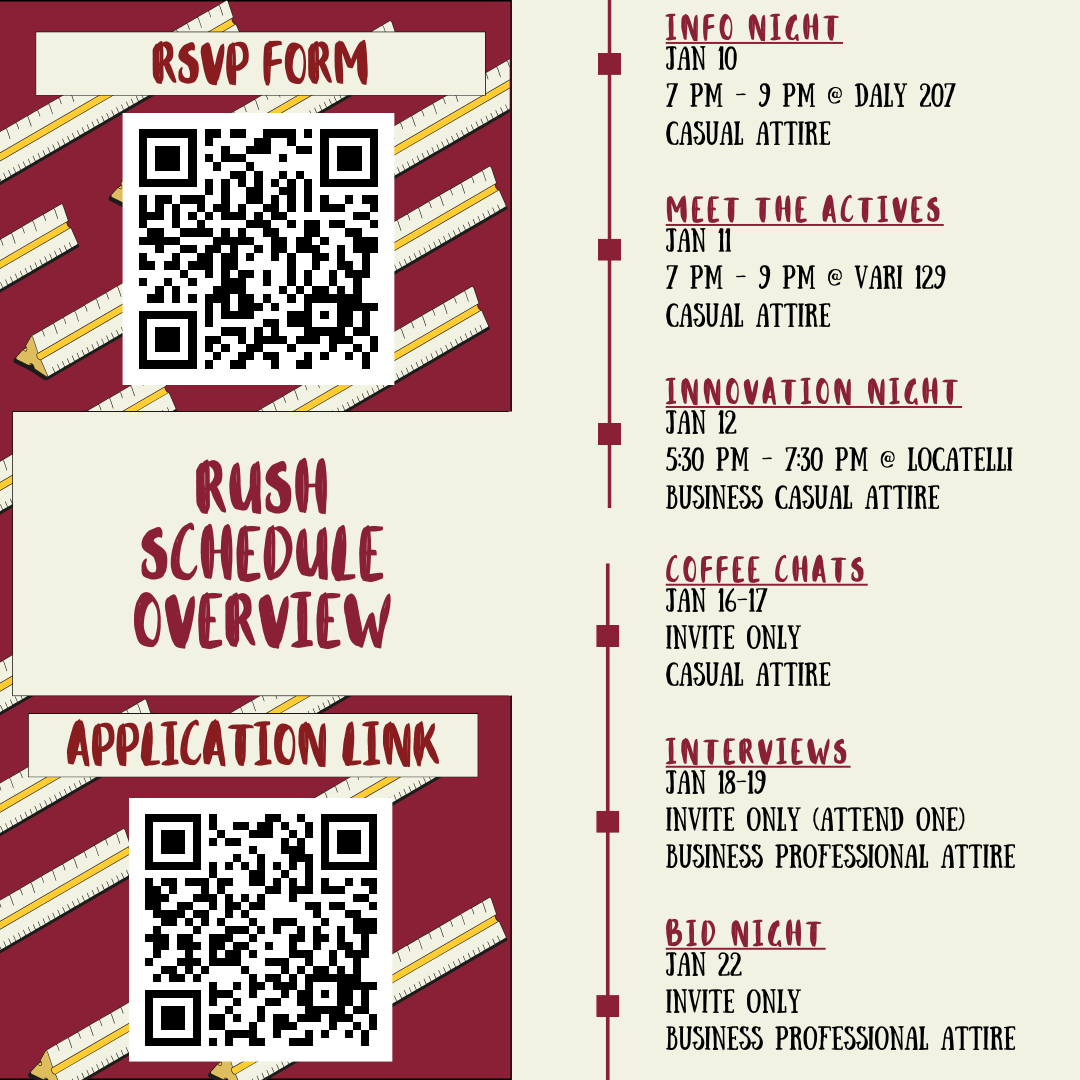 RSVP FORM
RUSH
SCHEDULE
OVERVIEW
APPLICATION LINK
INFO NIGHT
JAN 10
7 PM - 9 PM @ DALY 207
CASUAL ATTIRE
MEET THE ACTIVES
JAN 11
7 PM - 9 PM @ VARI 129
CASUAL ATTIRE
INNOVATION NIGHT
JAN 12
5:30 PM - 7:30 PM @ LOCATELLI
BUSINESS CASUAL ATTIRE
COFFEE CHATS
JAN 16-17
INVITE ONLY
CASUAL ATTIRE
INTERVIEWS
JAN 18-19
INVITE ONLY (ATTEND ONE)
BUSINESS PROFESSIONAL ATTIRE
BID NIGHT
JAN 22
INVITE ONLY
BUSINESS PROFESSIONAL ATTIRE